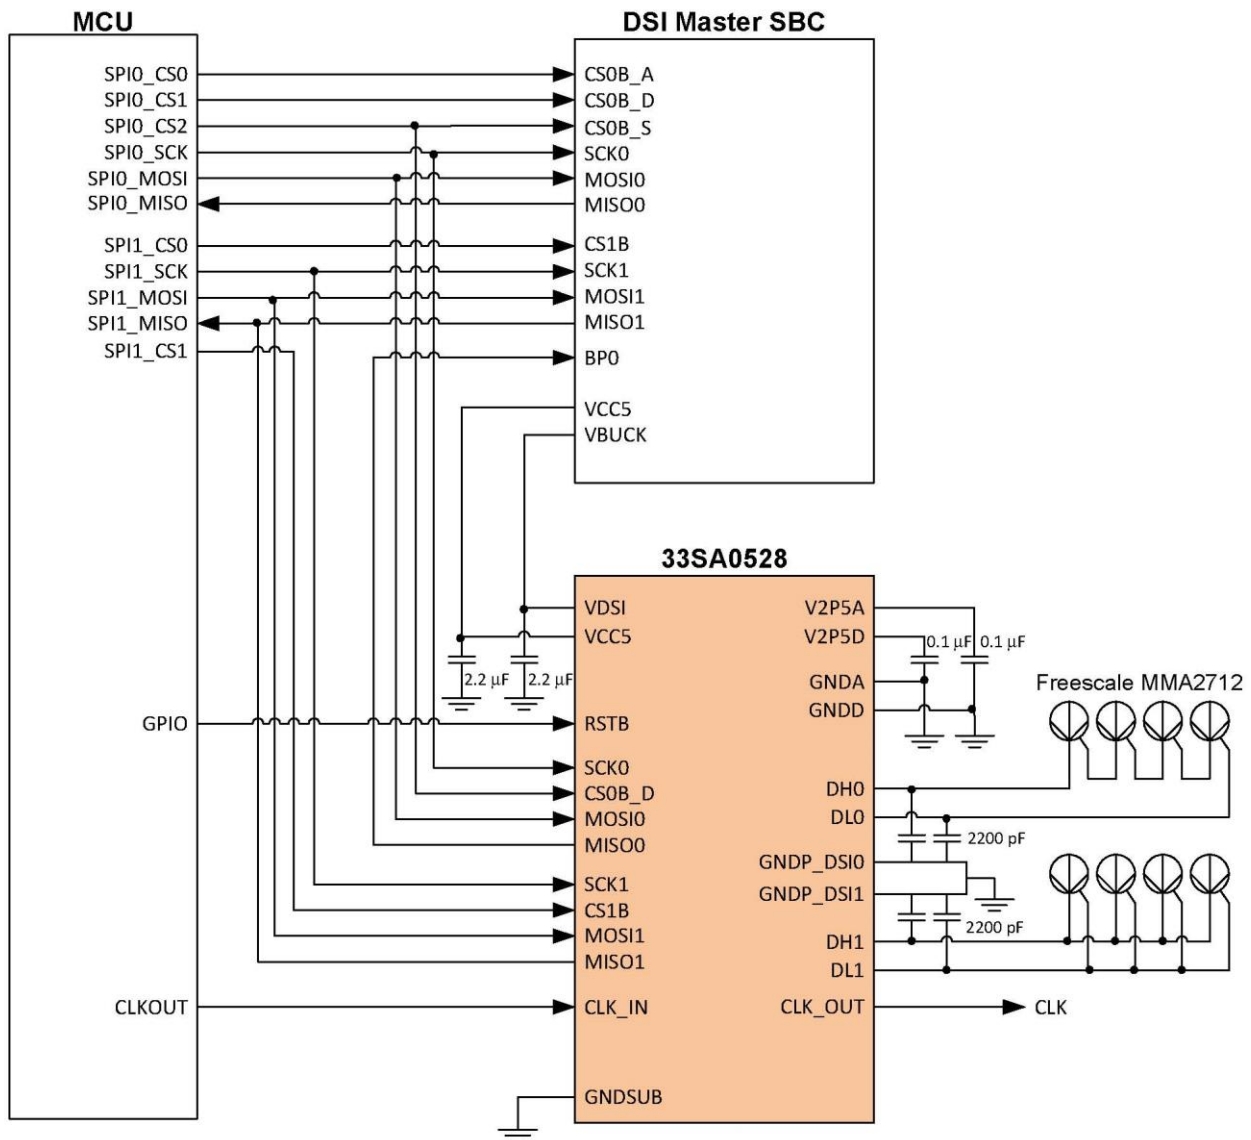 MCU
SPI0_CS0
SPI0_CS1
SPI0_CS2
SPI0_SCK
SPI0_MOSI
SPI0_MISO
SPI1_CS0
SPI1_SCK
SPI1_MOSI
SPI1_MISO
SPI1_CS1
GPIO
CLKOUT
DSI Master SBC
CS0B_A
CS0B_D
CS0B_S
SCK0
MOSI0
MISO0
CS1B
SCK1
MOSI1
MISO1
BP0
VCC5
VBUCK
2.2 µF
2.2 µF
33SA0528
VDSI
VCC5
RSTB
SCK0
CS0B_D
MOSI0
MISO0
SCK1
CS1B
MOSI1
MISO1
CLK_IN
GNDSUB
V2P5A
V2P5D
GNDA
GNDD
DH0
DL0
GNDP_DSI0
GNDP_DSI1
DH1
DL1
CLK_OUT
0.1 µF
0.1 µF
Freescale MMA2712
2200 pF
2200 pF
CLK